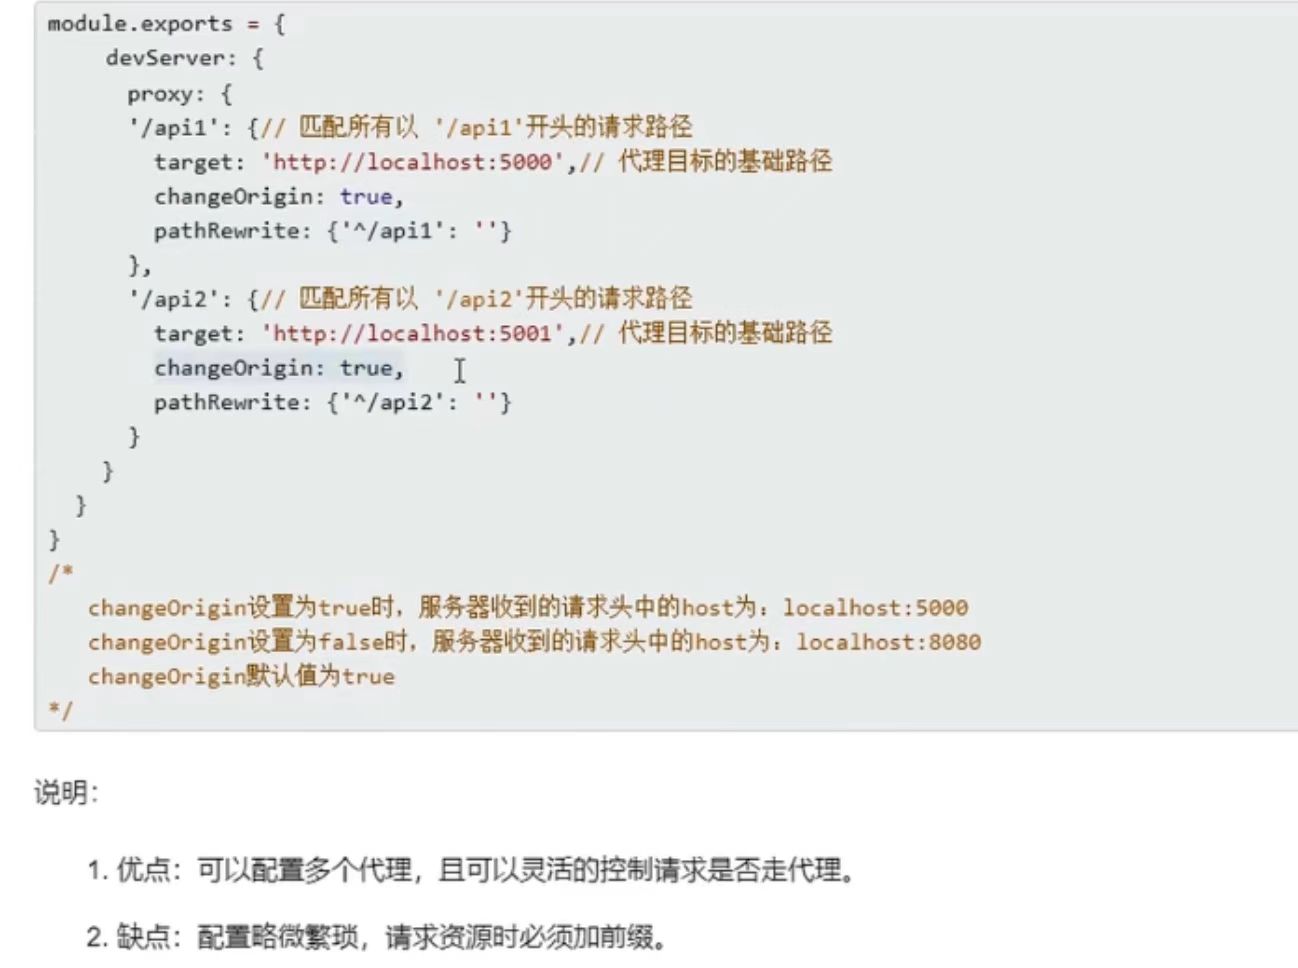 module.exports = {
devServer: {
proxy: {
'/api1': {// 匹配所有以 '/api1'开头的请求路径
target: 'http://localhost:5000',// 代理目标的基础路径
changeOrigin: true,
pathRewrite: {'^/api1': ''}
},
'/api2': {// 匹配所有以 '/api2'开头的请求路径
target: 'http://localhost:5001',// 代理目标的基础路径
changeOrigin: true,
pathRewrite: {'^/api2': ''}
}
}
}
}
/*
changeOrigin设置为true时，服务器收到的请求头中的host为：localhost:5000
changeOrigin设置为false时，服务器收到的请求头中的host为：localhost:8080
changeOrigin默认值为true
*/
说明：
1. 优点：可以配置多个代理，且可以灵活的控制请求是否走代理。
2. 缺点：配置略微繁琐，请求资源时必须加前缀。